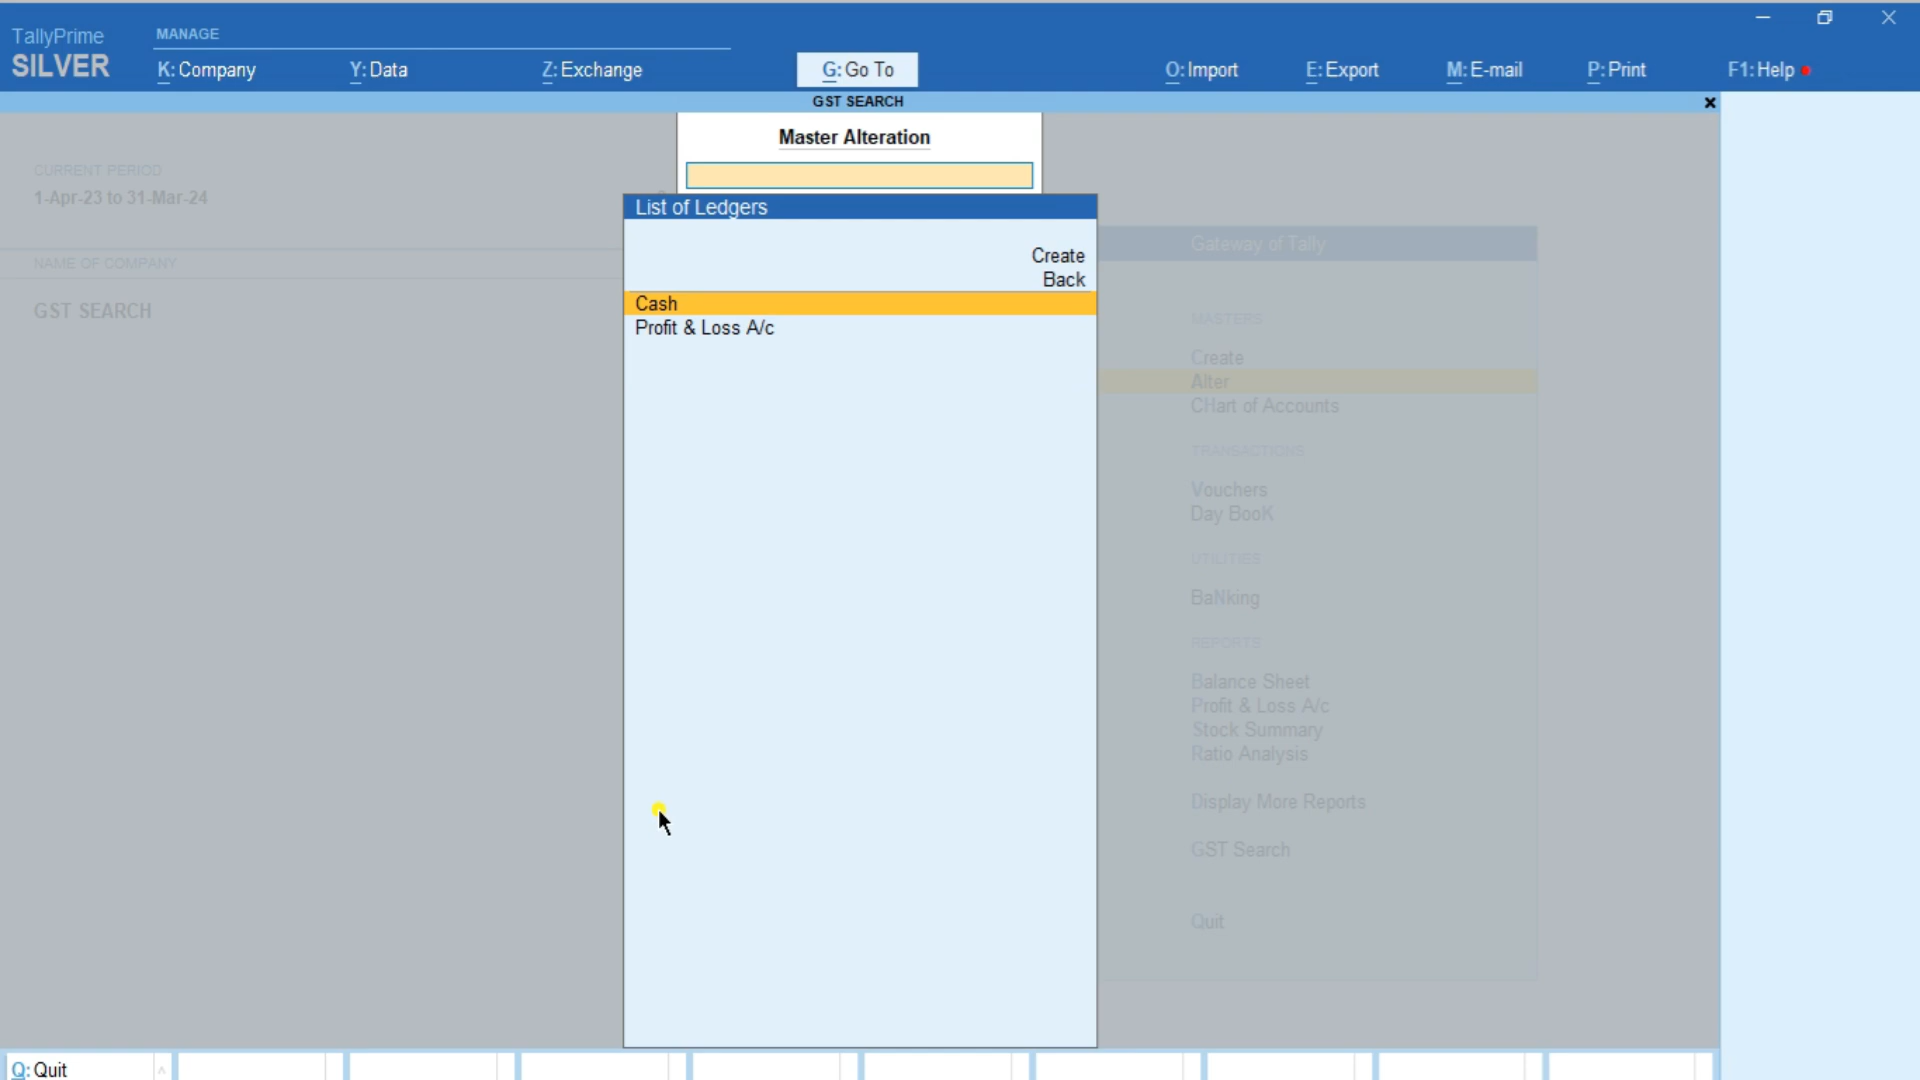 TallyPrime
SILVER
MANAGE
K: Company
Y: Data
Z: Exchange
G: Go To
O: Import
E: Export
M: E-mail
P: Print
F1: Help
GST SEARCH
Master Alteration
CURRENT PERIOD
1-Apr-23 to 31-Mar-24
NAME OF COMPANY
GST SEARCH
List of Ledgers
Create
Back
Cash
Profit & Loss A/c
Gateway of Tally
MASTERS
Create
Alter
CHart of Accounts
TRANSACTIONS
Vouchers
Day BooK
UTILITIES
BaNking
REPORTS
Balance Sheet
Profit & Loss A/c
Stock Summary
Ratio Analysis
Display More Reports
GST Search
Quit
Q: Quit